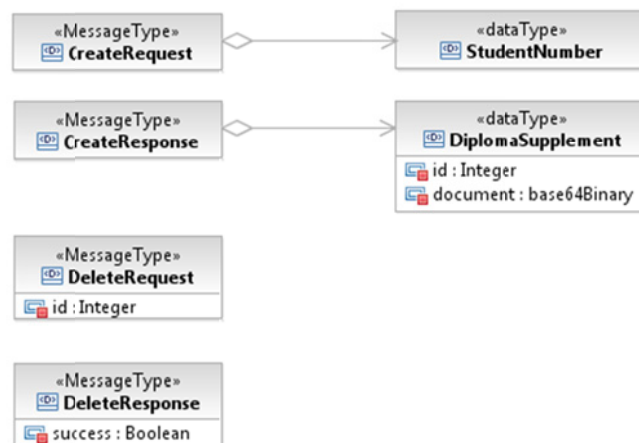 «MessageType»
CreateRequest
«dataType»
StudentNumber
«MessageType»
CreateResponse
«dataType»
DiplomaSupplement
id : Integer
document : base64Binary
«MessageType»
DeleteRequest
id : Integer
«MessageType»
DeleteResponse
success : Boolean